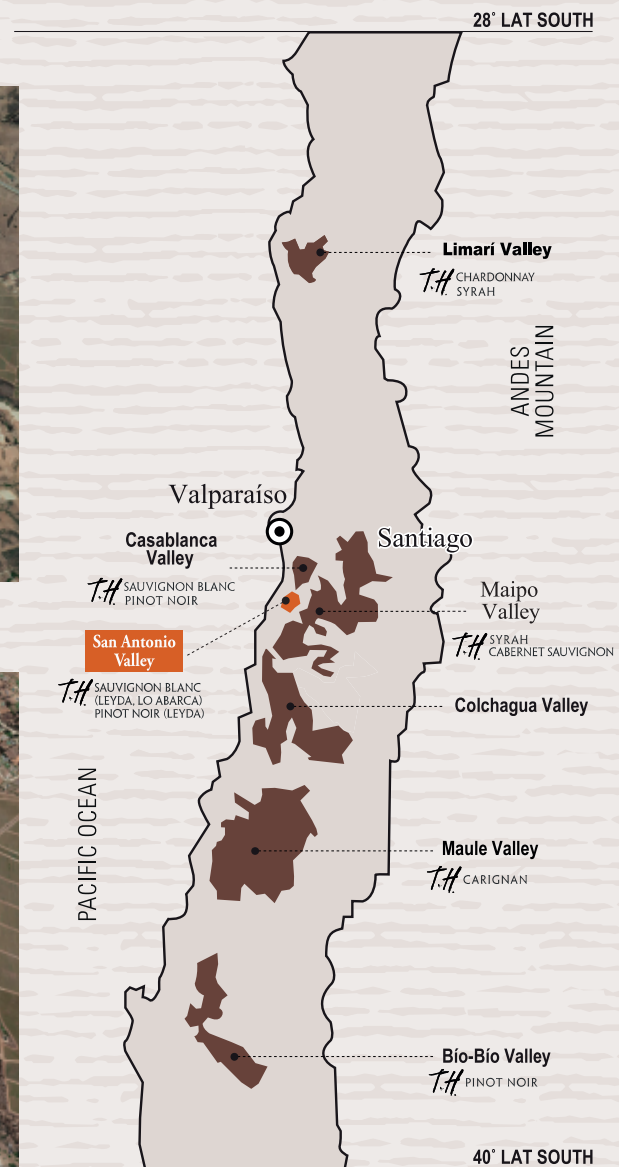 28° LAT SOUTH
Limarí Valley
T.H. CHARDONNAY
SYRAH
ANDES
MOUNTAIN
Valparaíso
Santiago
Casablanca
Valley
T.H. SAUVIGNON BLANC
PINOT NOIR
Maipo
Valley
T.H. SYRAH
CABERNET SAUVIGNON
San Antonio
Valley
T.H. SAUVIGNON BLANC
(LEYDA, LO ABARCA)
PINOT NOIR (LEYDA)
Colchagua Valley
PACIFIC OCEAN
Maule Valley
T.H. CARIGNAN
Bío-Bío Valley
T.H. PINOT NOIR
40° LAT SOUTH